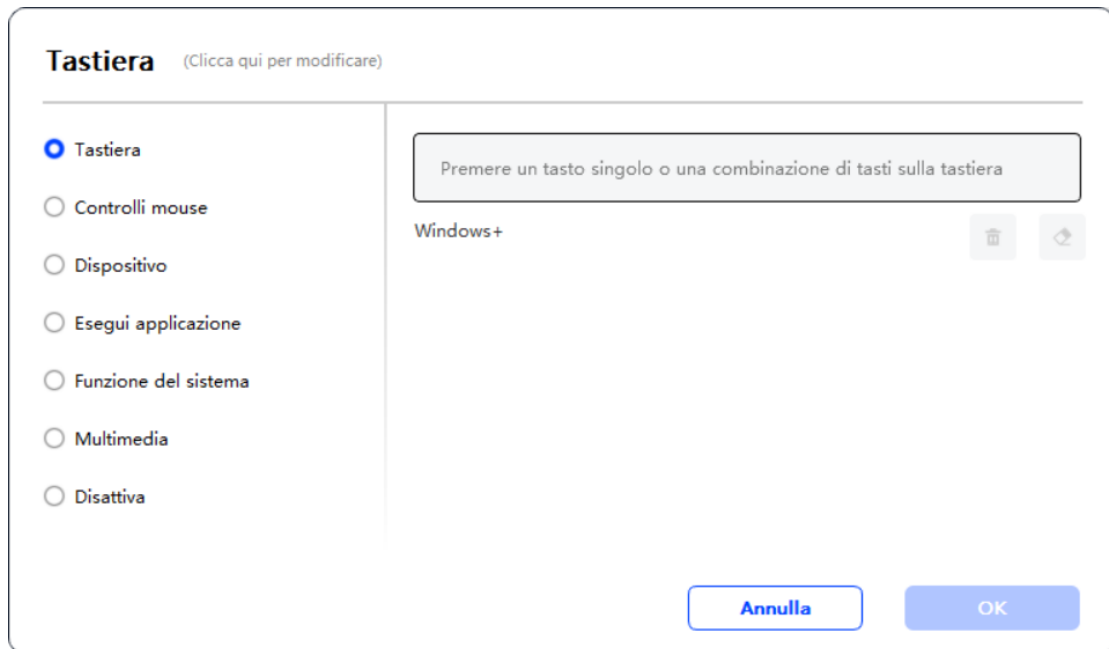 Tastiera (Clicca qui per modificare)
Tastiera
Controlli mouse
Dispositivo
Esegui applicazione
Funzione del sistema
Multimedia
Disattiva
Premere un tasto singolo o una combinazione di tasti sulla tastiera
Windows+
Annulla
OK